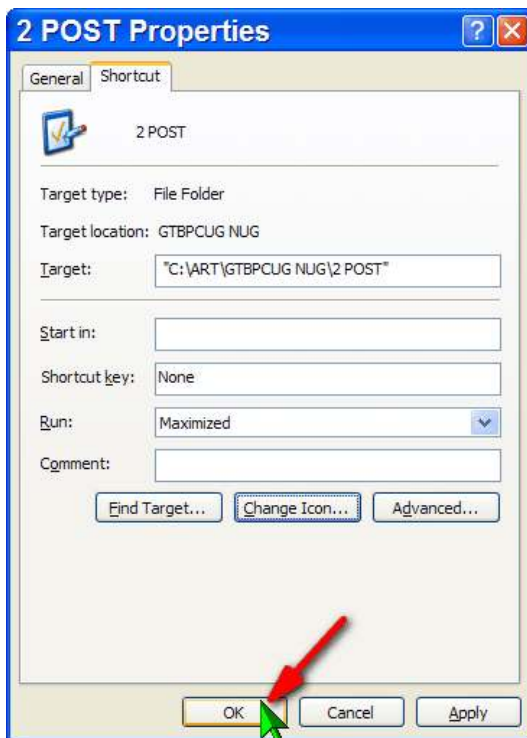 2 POST Properties
General Shortcut
2 POST
Target type: File Folder
Target location: GTBPCUG NUG
Target: "C:\ART\GTBPCUG NUG\2 POST"
Start in:
Shortcut key: None
Run: Maximized
Comment:
Find Target... Change Icon... Advanced...
OK Cancel Apply